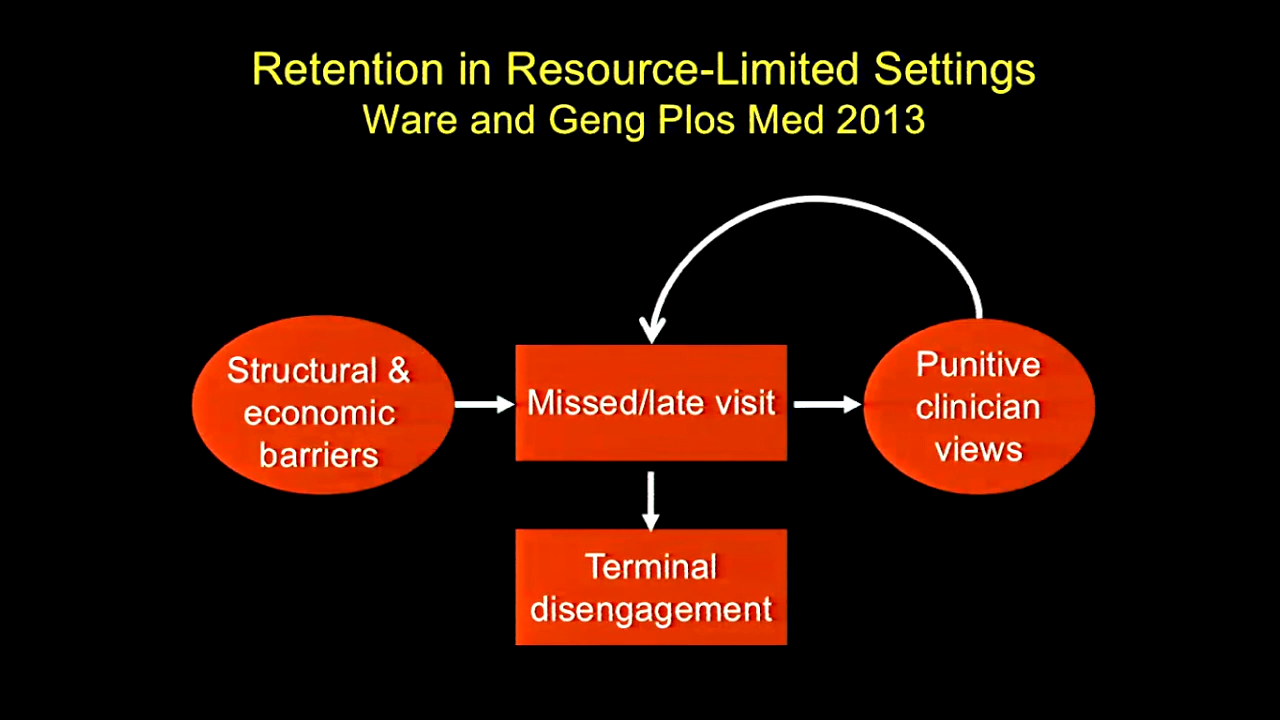 Retention in Resource-Limited Settings
Ware and Geng Plos Med 2013
Structural &
economic
barriers
Missed/late visit
Punitive
clinician
views
Terminal
disengagement